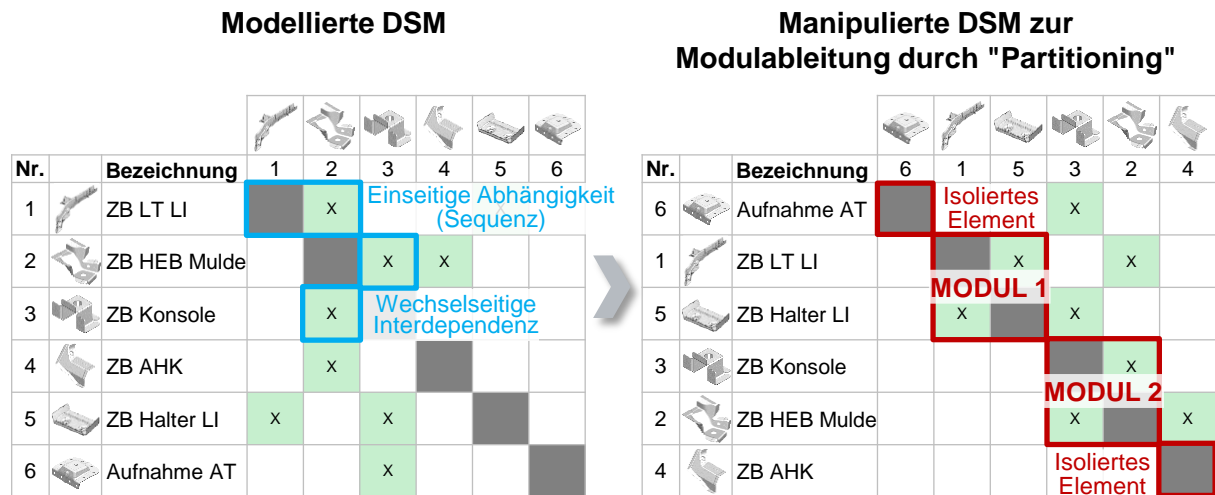 Modellierte DSM
Manipulierte DSM zur
Modulableitung durch "Partitioning"
Nr. Bezeichnung 1 2 3 4 5 6
1 ZB LT LI X Einseitige Abhängigkeit
(Sequenz)
2 ZB HEB Mulde X X
3 ZB Konsole X Wechselseitige
Interdependenz
4 ZB AHK X
5 ZB Halter LI X X
6 Aufnahme AT X
Nr. Bezeichnung 6 1 5 3 2 4
6 Aufnahme AT Isoliertes
Element X
1 ZB LT LI X X
MODUL 1
5 ZB Halter LI X X
3 ZB Konsole X
MODUL 2
2 ZB HEB Mulde X X
4 ZB AHK Isoliertes
Element